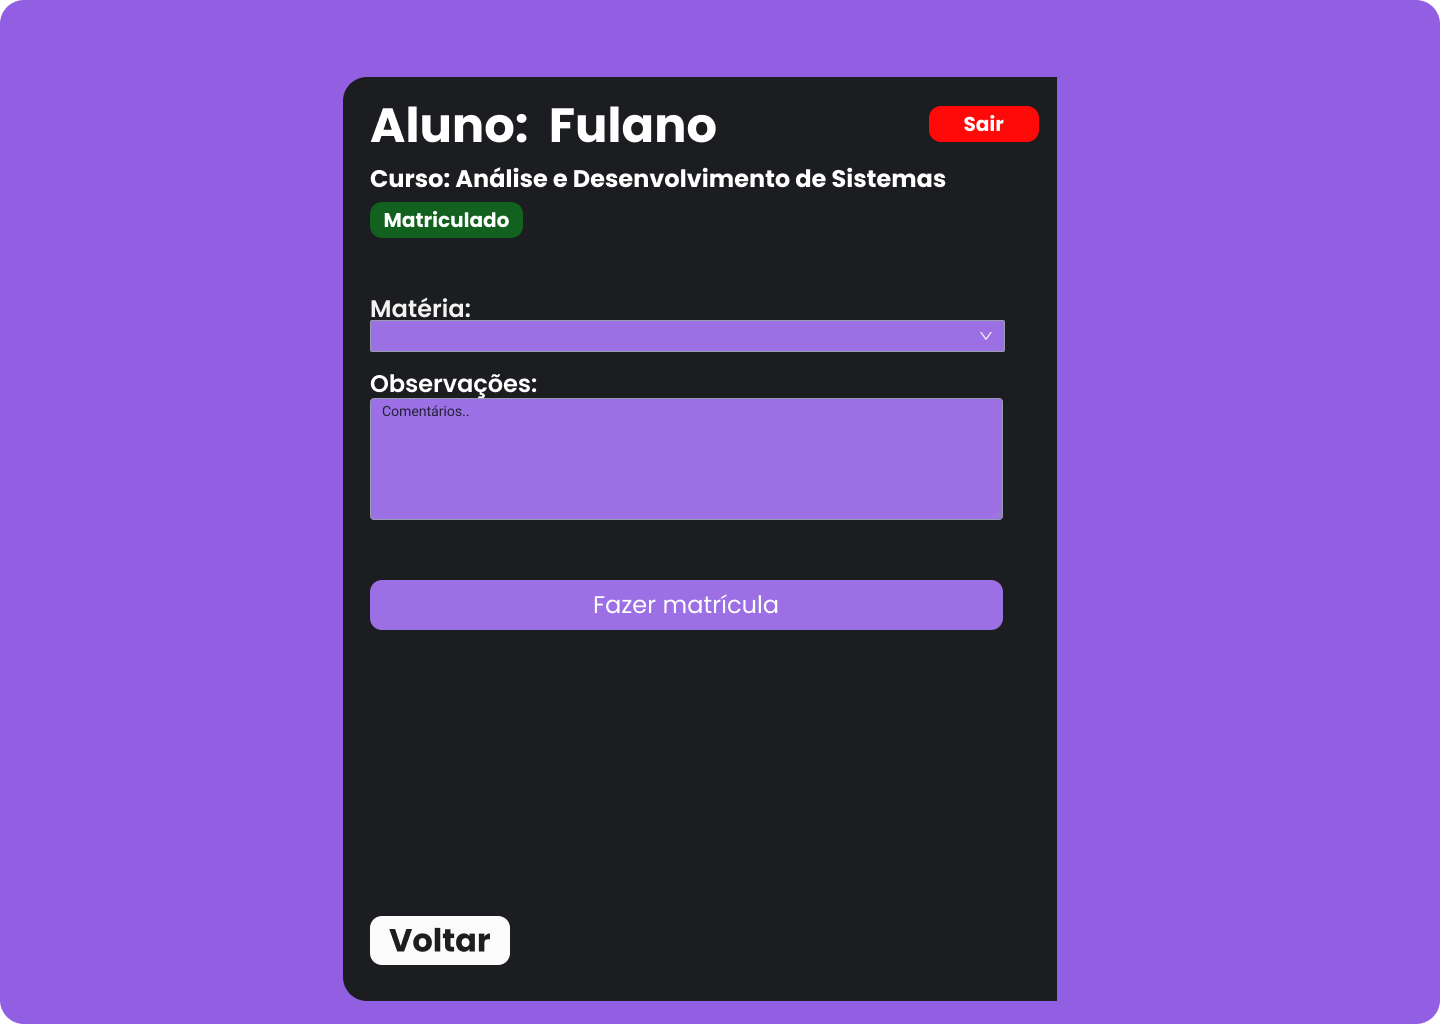 Aluno: Fulano
Sair
Curso: Análise e Desenvolvimento de Sistemas
Matriculado
Matéria:
Observações:
Comentários..
Fazer matrícula
Voltar